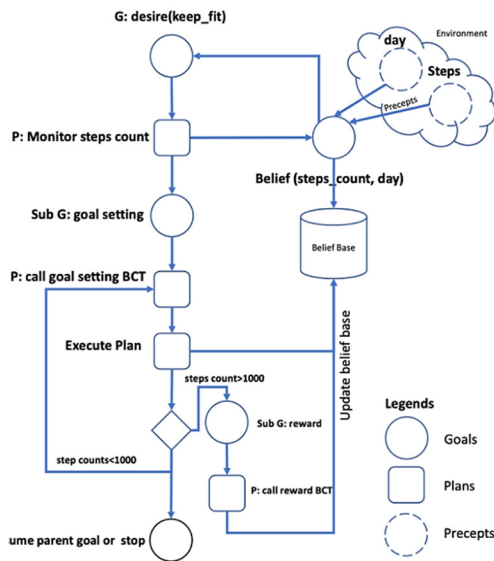 G: desire(keep_fit)
Environment
day
Steps
Precepts
P: Monitor steps count
Belief (steps_count, day)
Sub G: goal setting
Belief Base
P: call goal setting BCT
Execute Plan
Update belief base
steps count>1000
Sub G: reward
step counts<1000
P: call reward BCT
ume parent goal or stop
Legends
Goals
Plans
Precepts